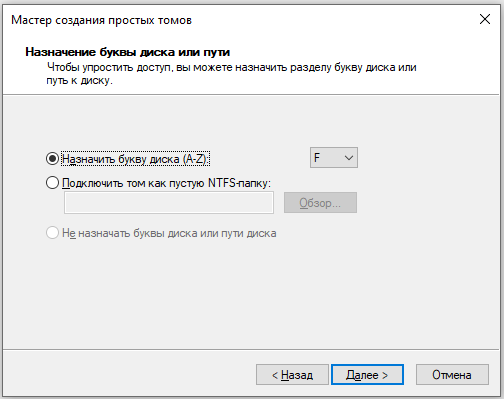 Мастер создания простых томов
Назначение буквы диска или пути
Чтобы упростить доступ, вы можете назначить разделу букву диска или
путь к диску.
Назначить букву диска (A-Z):
F
Подключить том как пустую NTFS-папку:
Обзор...
Не назначать буквы диска или пути диска
< Назад
Далее >
Отмена